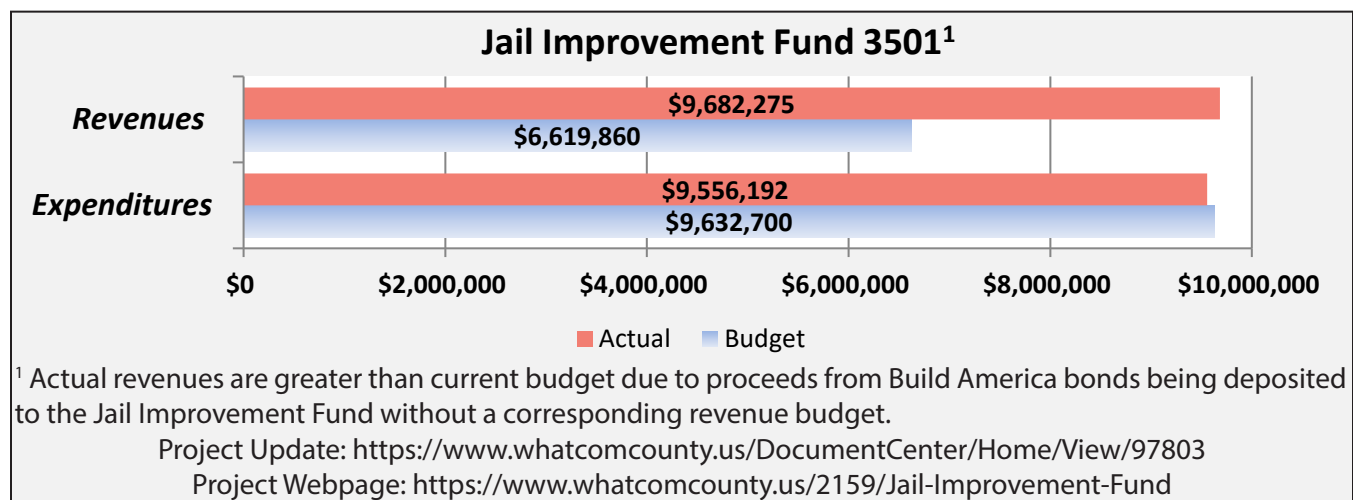 Jail Improvement Fund 3501¹
Revenues
$9,682,275
$6,619,860
Expenditures
$9,556,192
$9,632,700
$0 $2,000,000 $4,000,000 $6,000,000 $8,000,000 $10,000,000
Actual Budget
¹ Actual revenues are greater than current budget due to proceeds from Build America bonds being deposited
to the Jail Improvement Fund without a corresponding revenue budget.
Project Update: https://www.whatcomcounty.us/DocumentCenter/Home/View/97803
Project Webpage: https://www.whatcomcounty.us/2159/Jail-Improvement-Fund